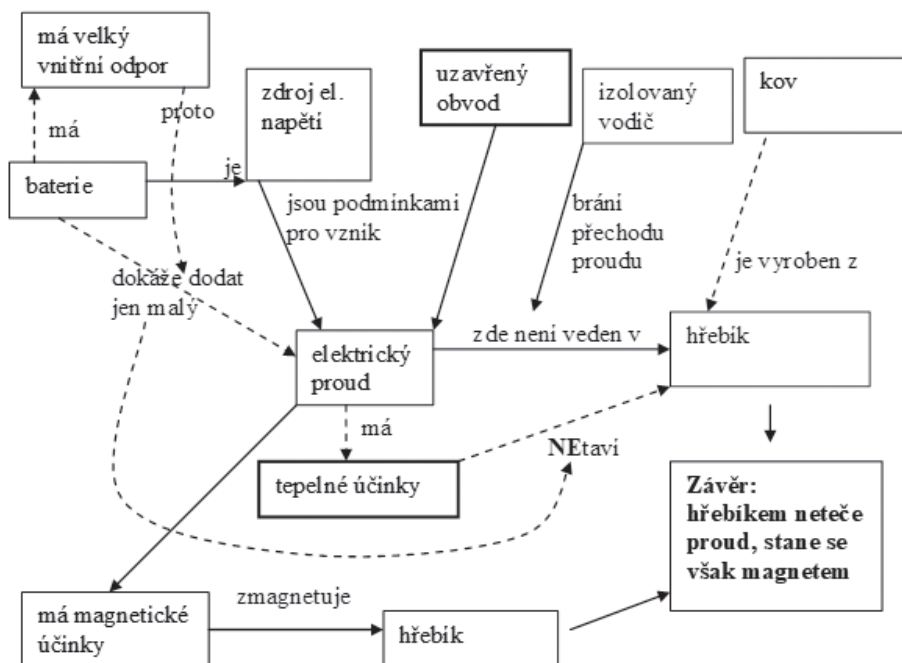 má velký
vnitřní odpor
zdroj el.
napětí
uzavřený
obvod
izolovaný
vodič
kov
má
proto
baterie
je
jsou podmínkami
pro vznik
brání
přechodu
proudu
je vyroben z
dokáže dodat
jen malý
elektrický
proud
zde není veden v
hřebík
má
NEtaví
tepelné účinky
Závěr:
hřebíkem neteče
proud, stane se
však magnetem
má magnetické
účinky
zmagnetuje
hřebík